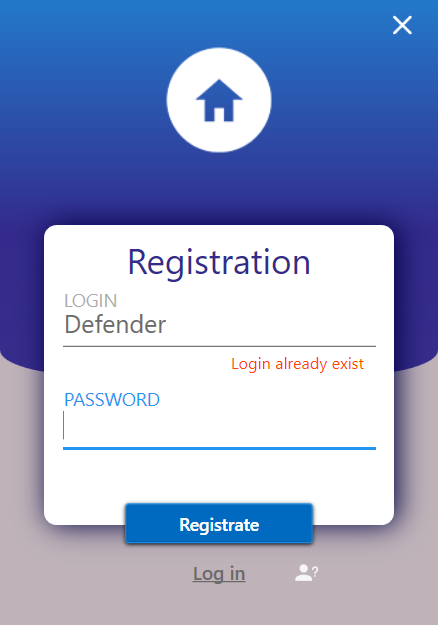 Registration
LOGIN
Defender
Login already exist
PASSWORD
Registrate
Log in
?